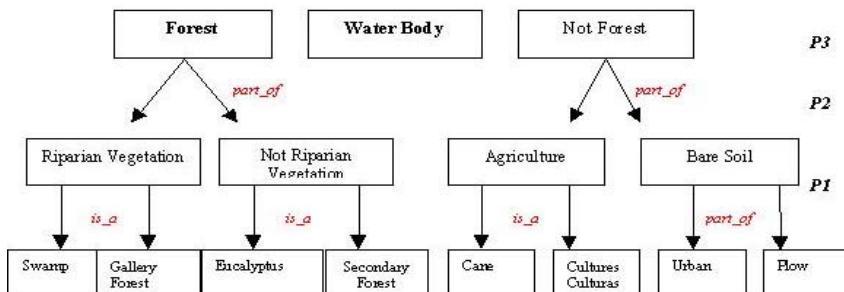 Forest
Water Body
Not Forest
P3
part_of
part_of
P2
Riparian Vegetation
Not Riparian
Vegetation
Agriculture
Bare Soil
P1
is_a
is_a
is_a
part_of
Swamp
Gallery
Forest
Eucalyptus
Secondary
Forest
Cane
Cultures
Culturas
Urban
Plow